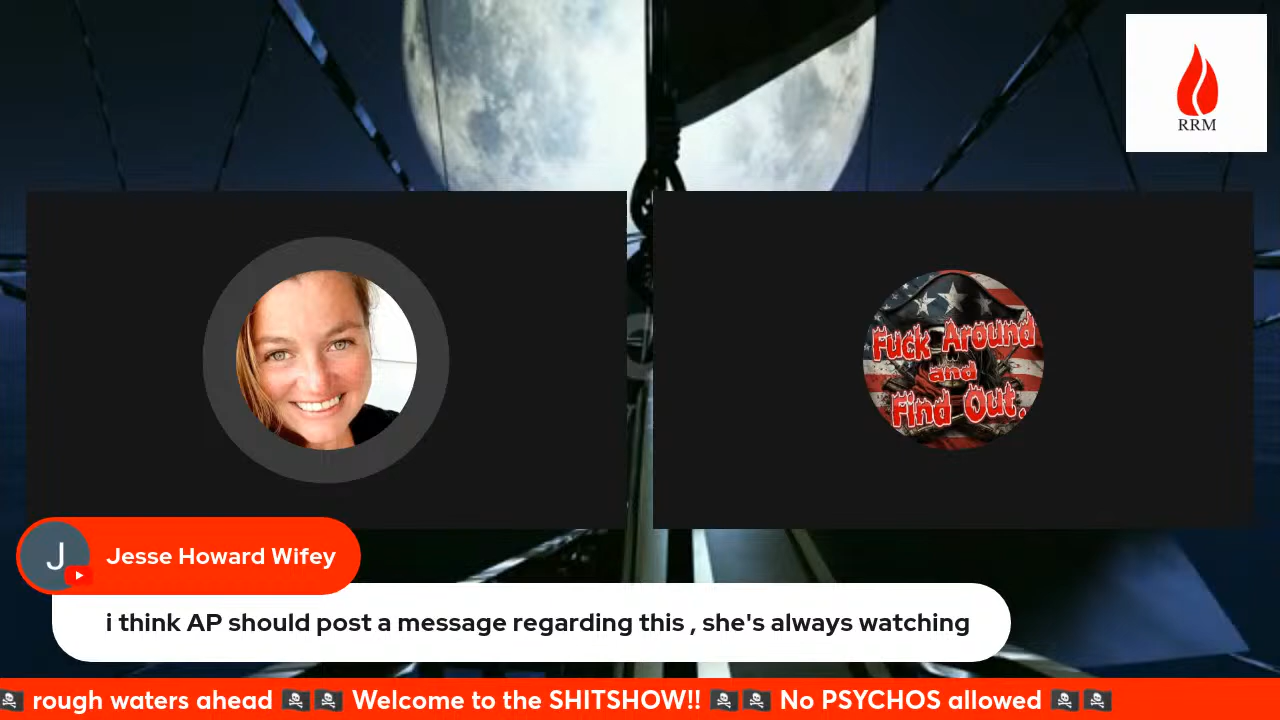 RRM
Fuck Around
and
Find Out.
J
Jesse Howard Wifey
i think AP should post a message regarding this , she's always watching
rough waters ahead 🏴‍☠️🏴‍☠️ Welcome to the SHITSHOW!! 🏴‍☠️🏴‍☠️ No PSYCHOS allowed 🏴‍☠️🏴‍☠️